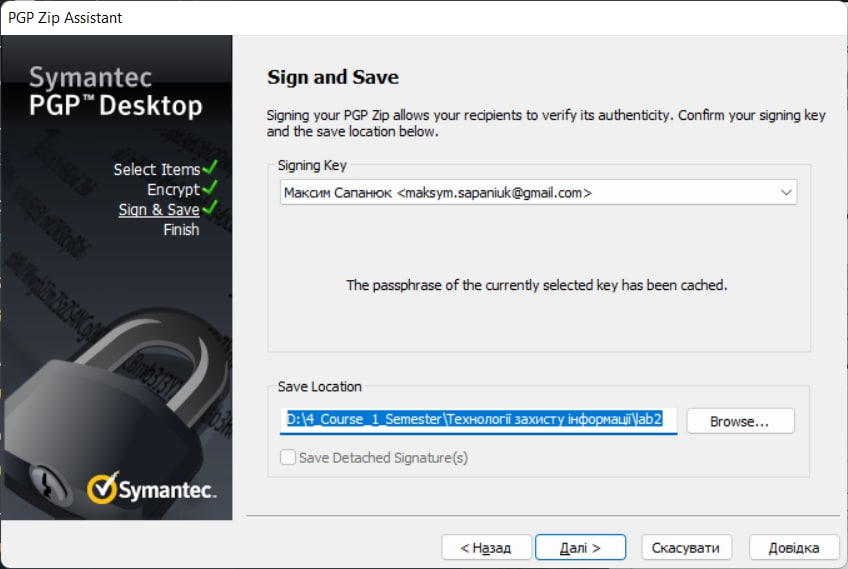 PGP Zip Assistant
Symantec
PGP™ Desktop
Select Items
Encrypt
Sign & Save
Finish
Symantec™
Sign and Save
Signing your PGP Zip allows your recipients to verify its authenticity. Confirm your signing key
and the save location below.
Signing Key
Максим Сапанюк <maksym.sapaniuk@gmail.com>
The passphrase of the currently selected key has been cached.
Save Location
D:\4_Course_1_Semester\Технології захисту інформації\lab2
Browse...
Save Detached Signature(s)
< Назад
Далі >
Скасувати
Довідка